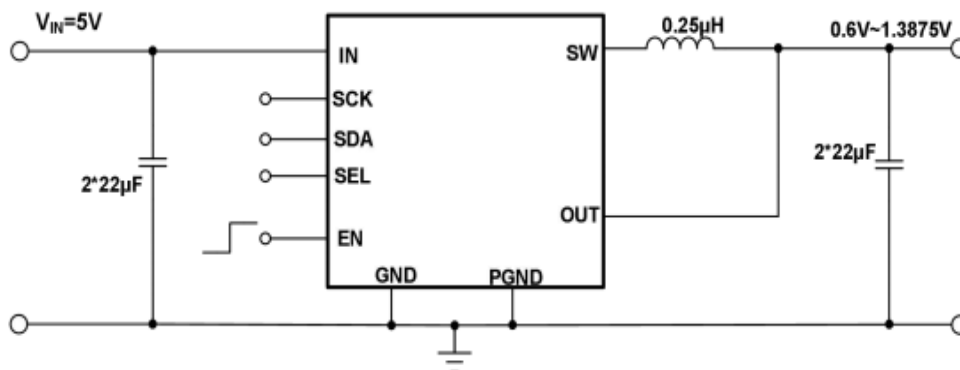 VIN=5V
0.25µH
0.6V~1.3875V
IN
SW
SCK
SDA
SEL
2*22µF
2*22µF
OUT
EN
GND
PGND